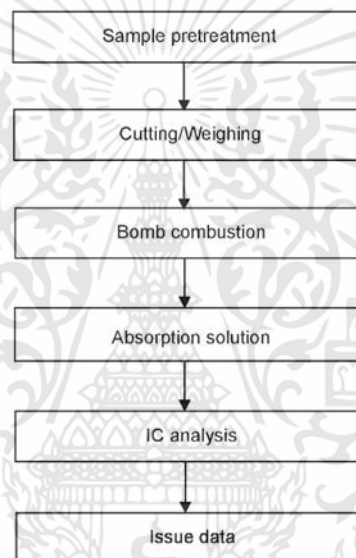 Sample pretreatment
Cutting/Weighing
Bomb combustion
Absorption solution
IC analysis
Issue data